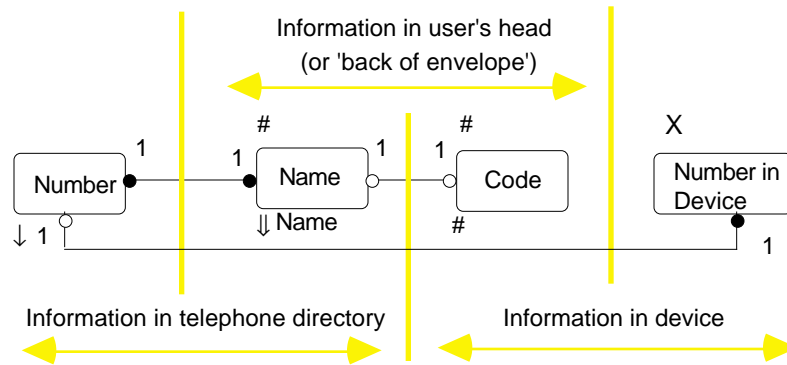 Information in user's head
(or 'back of envelope')
# # X
1 1 1 1
Number Name Code Number in
Device
↓ 1 ⇓ Name # 1
Information in telephone directory Information in device